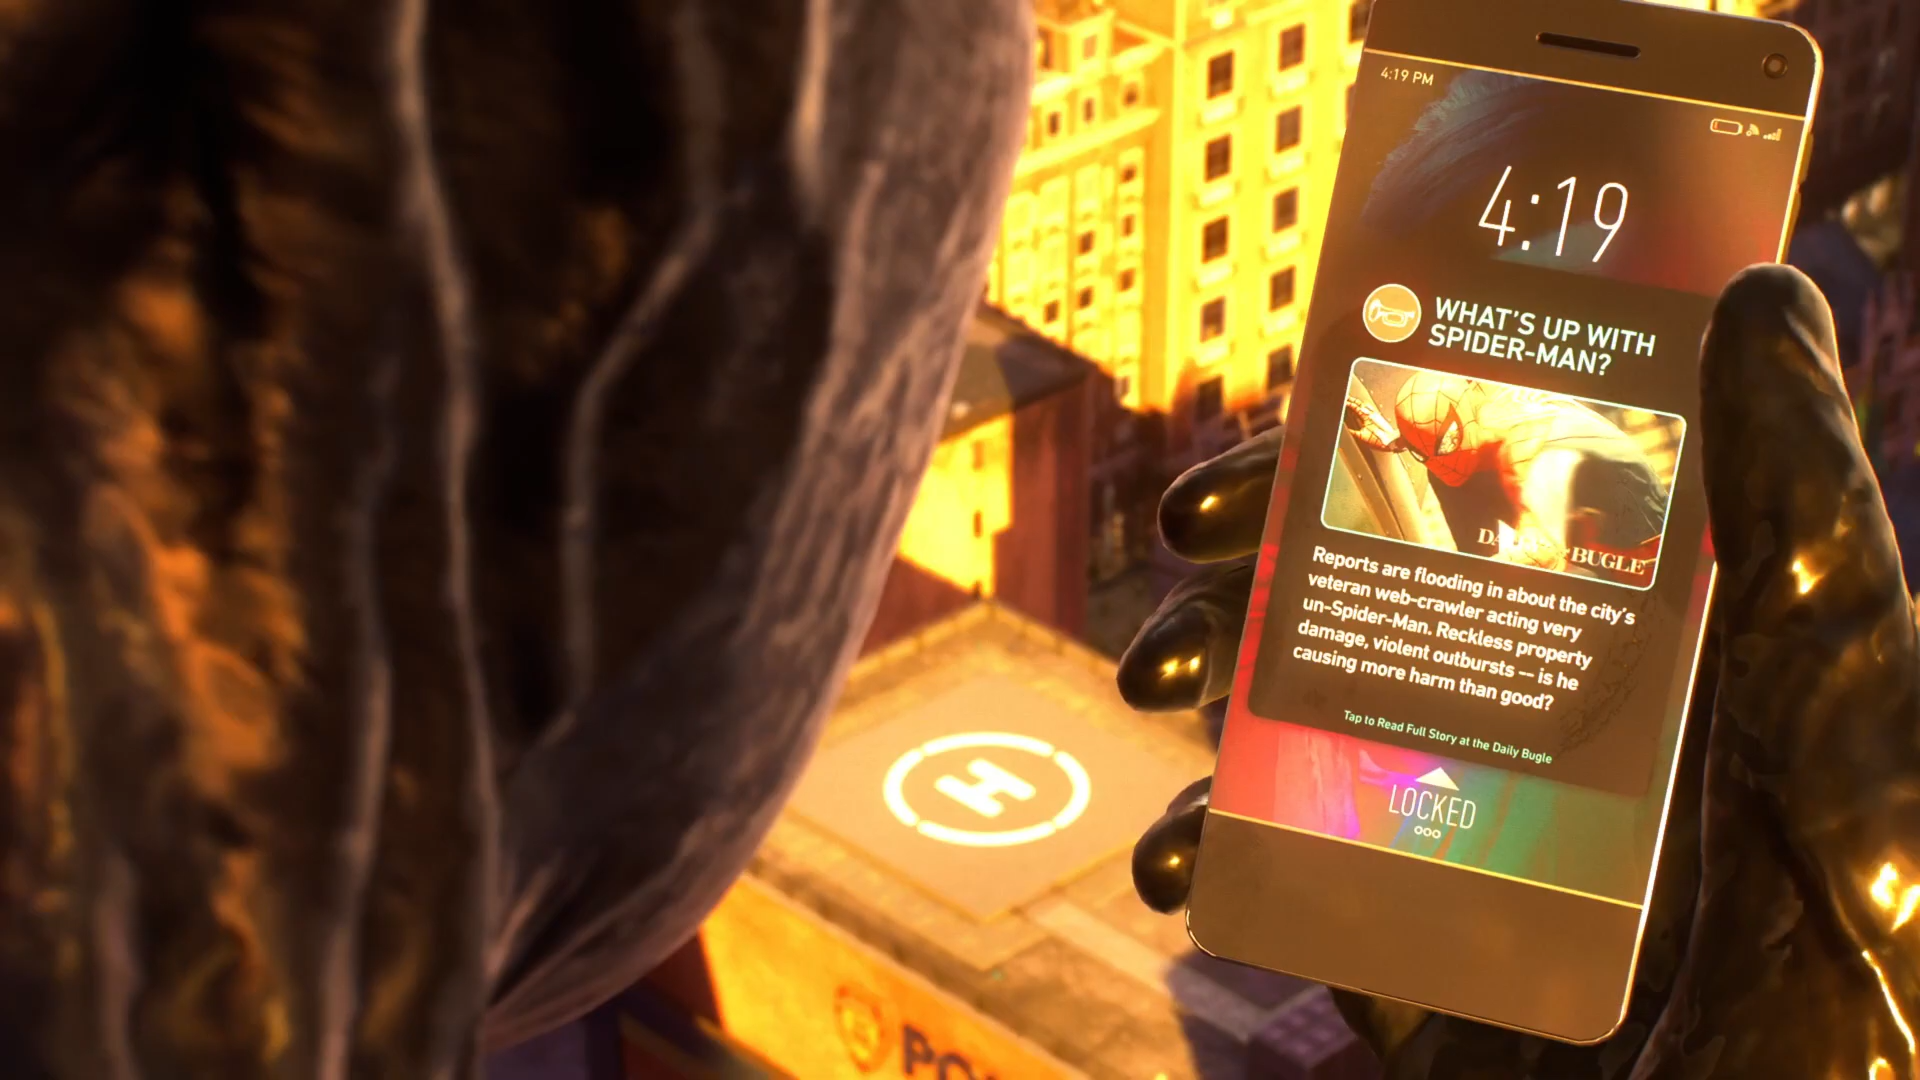 4:19 PM
4:19
WHAT'S UP WITH
SPIDER-MAN?
BUGLE
Reports are flooding in about the city's
veteran web-crawler acting very
un-Spider-Man. Reckless property
damage, violent outbursts -- is he
causing more harm than good?
Tap to Read Full Story at the Daily Bugle
LOCKED
H